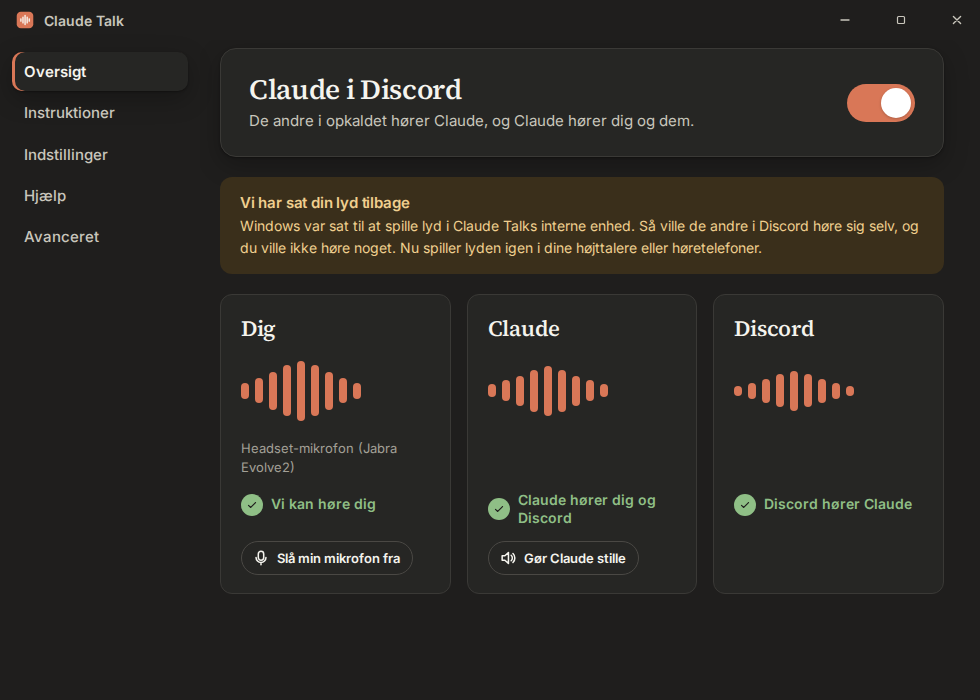 Claude Talk
Oversigt
Instruktioner
Indstillinger
Hjælp
Avanceret
Claude i Discord
De andre i opkaldet hører Claude, og Claude hører dig og dem.
Vi har sat din lyd tilbage
Windows var sat til at spille lyd i Claude Talks interne enhed. Så ville de andre i Discord høre sig selv, og
du ville ikke høre noget. Nu spiller lyden igen i dine højttalere eller høretelefoner.
Dig
Headset-mikrofon (Jabra
Evolve2)
Vi kan høre dig
Slå min mikrofon fra
Claude
Claude hører dig og
Discord
Gør Claude stille
Discord
Discord hører Claude